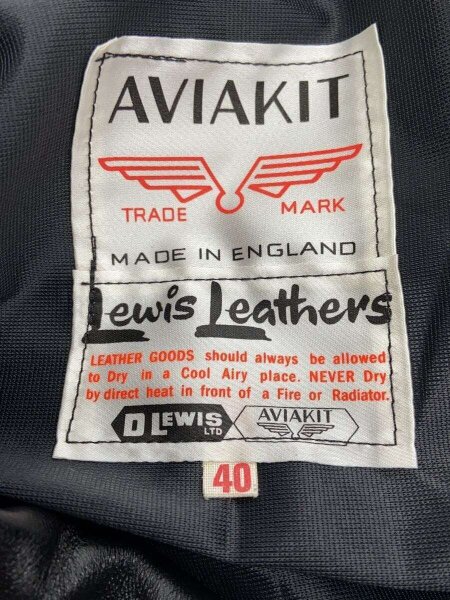 AVIAKIT
TRADE MARK
MADE IN ENGLAND
Lewis Leathers
LEATHER GOODS should always be allowed
to Dry in a Cool Airy place. NEVER Dry
by direct heat in front of a Fire or Radiator.
D LEWIS LTD AVIAKIT
40